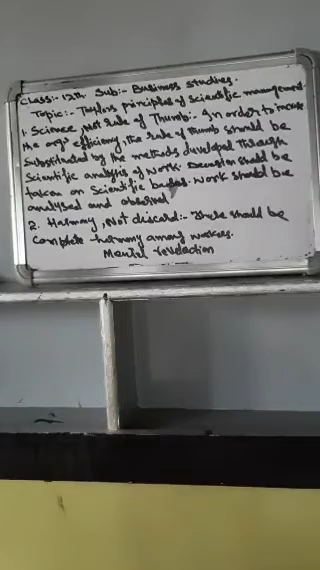 Class:- 12th. Sub:- Business studies.
Topic:- Taylors principles of Scientific management.
1. Science, Not Rule of Thumb:- In order to increase
the orgs efficiency, the rule of thumb should be
Substituted by the methods developed through
Scientific analysis of work. Decision should be
taken on Scientific based. Work should be
analysed and observed
2. Harmony, Not discord:- There should be
Complete harmony among workers.
Mental revolution